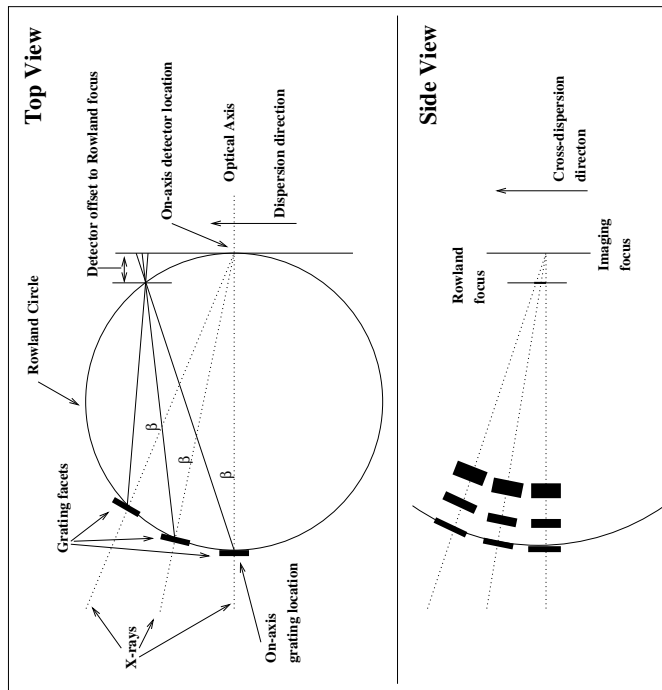 Top View
Detector offset to Rowland focus
On-axis detector location
Optical Axis
Dispersion direction
Rowland Circle
β
β
β
Grating facets
X-rays
On-axis
grating location
Side View
Cross-dispersion
directon
Rowland
focus
Imaging
focus